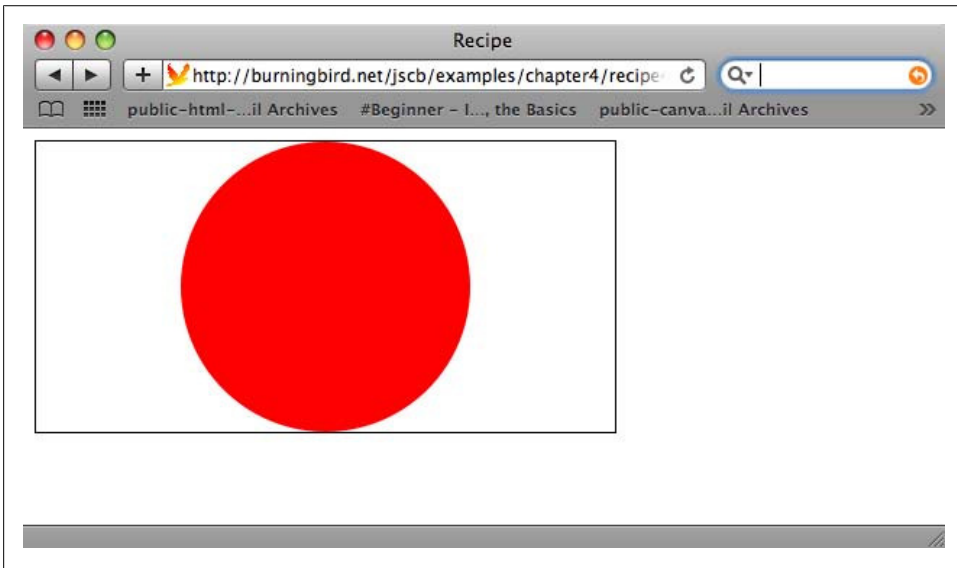 Recipe
http://burningbird.net/jscb/examples/chapter4/recipe
public-html-...il Archives #Beginner - I..., the Basics public-canva...il Archives